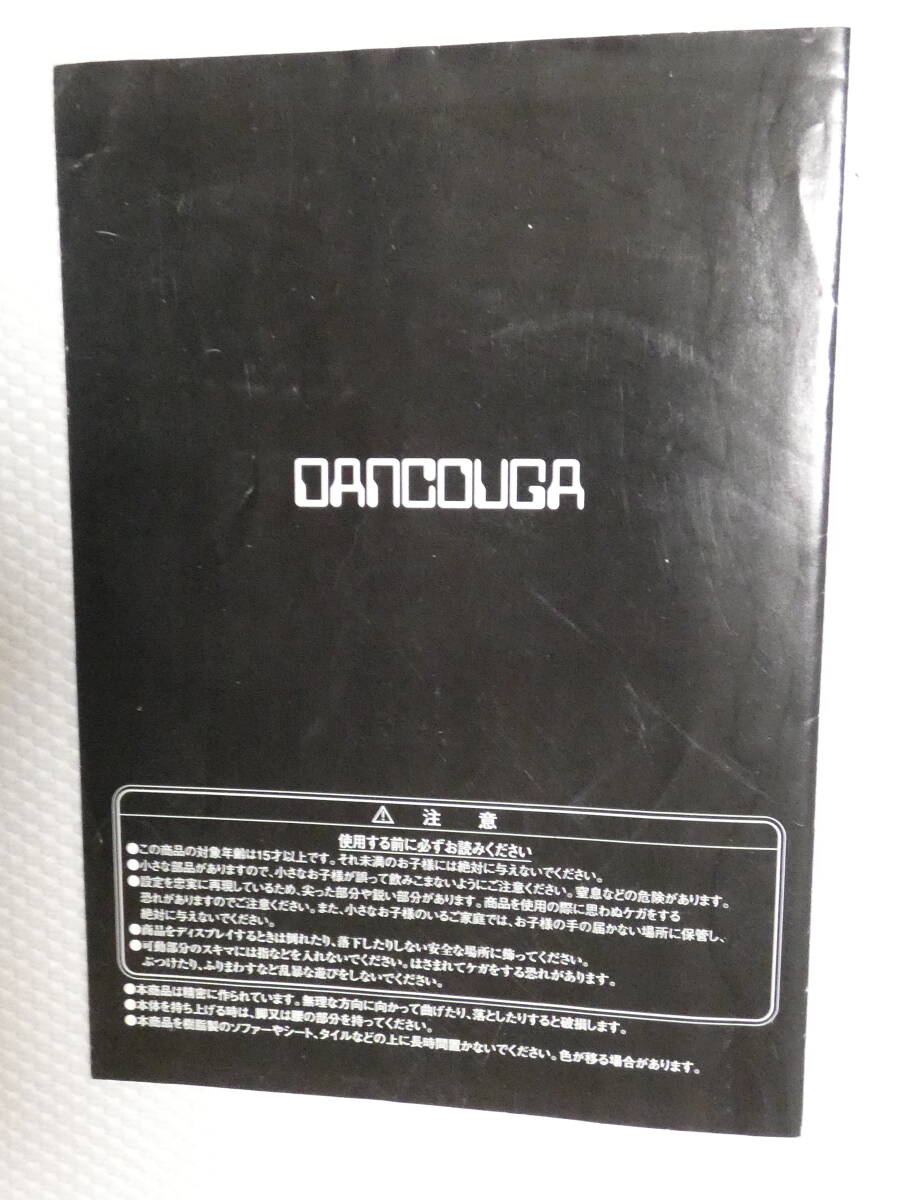 DANCOUGA
⚠ 注意
使用する前に必ずお読みください
●この商品の対象年齢は15才以上です。それ未満のお子様には絶対に与えないでください。
●小さな部品がありますので、小さなお子様が誤って飲みこまないようにご注意ください。窒息などの危険があります。
●設定を忠実に再現しているため、尖った部分や鋭い部分があります。商品を使用の際に思わぬケガをする
恐れがありますのでご注意ください。また、小さなお子様のいるご家庭では、お子様の手の届かない場所に保管し、
絶対に与えないでください。
●商品をディスプレイするときは倒れたり、落下したりしない安全な場所に飾ってください。
●可動部分のスキマには指などを入れないでください。はさまれてケガをする恐れがあります。
ぶつけたり、ふりまわすなど乱暴な遊びをしないでください。
●本商品は精密に作られています。無理な方向に向かって曲げたり、落としたりすると破損します。
●本体を持ち上げる時は、脚又は腰の部分を持ってください。
●本商品を樹脂製のソファーやシート、タイルなどの上に長時間置かないでください。色が移る場合があります。